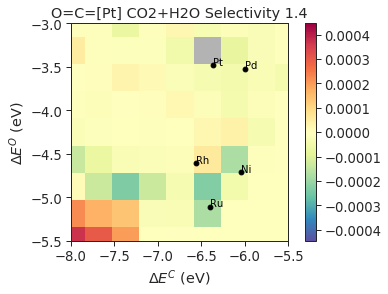 O=C=[Pt] CO2+H2O Selectivity 1.4
ΔE^O (eV)
−3.0
−3.5
−4.0
−4.5
−5.0
−5.5
Pt
Pd
Rh
Ni
Ru
−8.0 −7.5 −7.0 −6.5 −6.0 −5.5
ΔE^C (eV)
0.0004
0.0003
0.0002
0.0001
0.0000
−0.0001
−0.0002
−0.0003
−0.0004